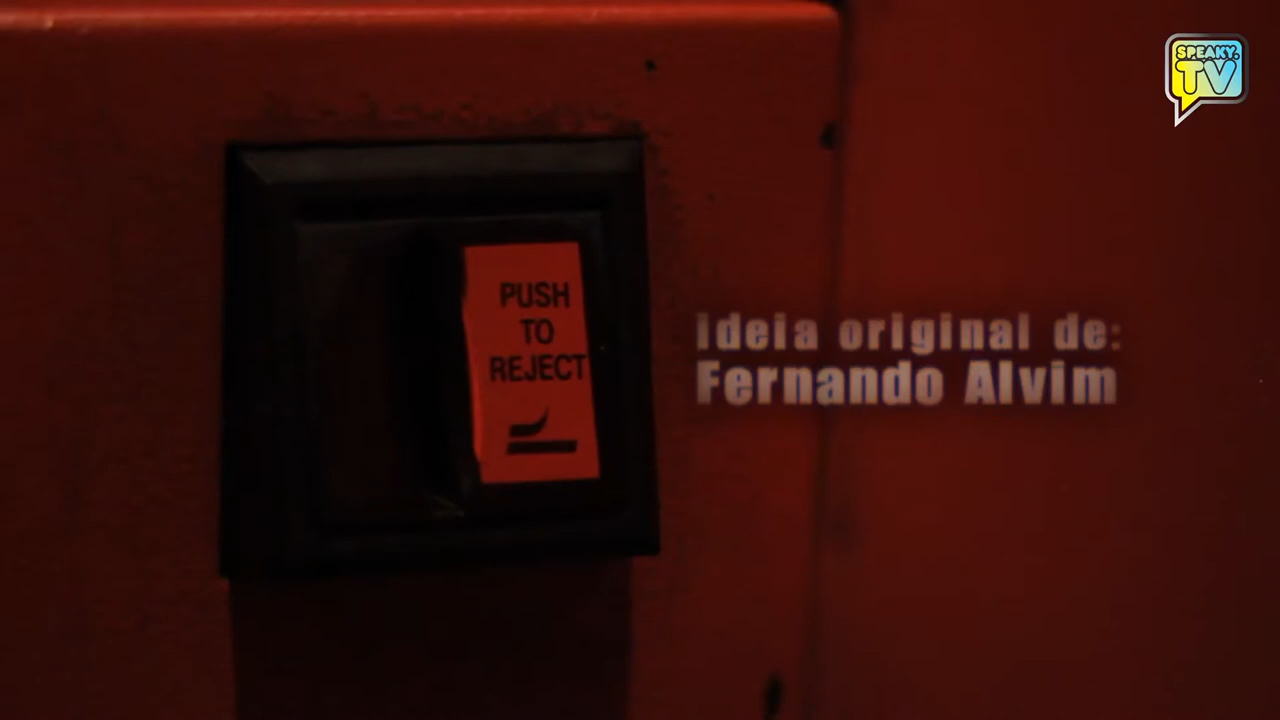 SPEAKY.
TV
PUSH
TO
REJECT
ideia original de:
Fernando Alvim